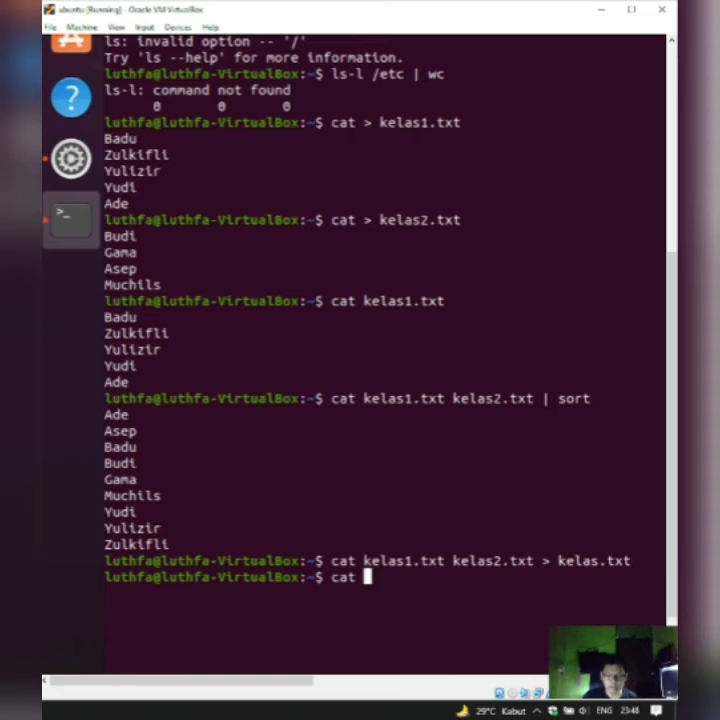 ubuntu [Running] - Oracle VM VirtualBox
File Machine View Input Devices Help
ls: invalid option -- '/'
Try 'ls --help' for more information.
luthfa@luthfa-VirtualBox:~$ ls-l /etc | wc
ls-l: command not found
0 0 0
luthfa@luthfa-VirtualBox:~$ cat > kelas1.txt
Badu
Zulkifli
Yulizir
Yudi
Ade
luthfa@luthfa-VirtualBox:~$ cat > kelas2.txt
Budi
Gama
Asep
Muchils
luthfa@luthfa-VirtualBox:~$ cat kelas1.txt
Badu
Zulkifli
Yulizir
Yudi
Ade
luthfa@luthfa-VirtualBox:~$ cat kelas1.txt kelas2.txt | sort
Ade
Asep
Badu
Budi
Gama
Muchils
Yudi
Yulizir
Zulkifli
luthfa@luthfa-VirtualBox:~$ cat kelas1.txt kelas2.txt > kelas.txt
luthfa@luthfa-VirtualBox:~$ cat
29°C Kabut ENG 23:48